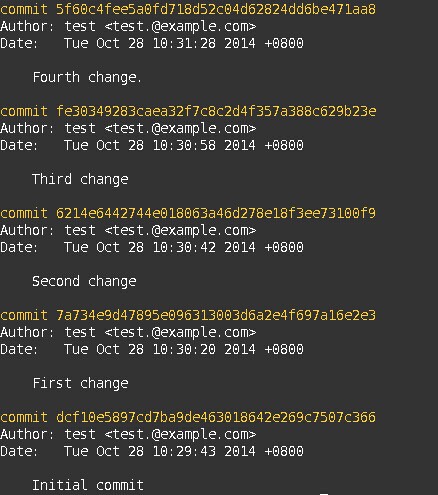 commit 5f60c4fee5a0fd718d52c04d62824dd6be471aa8
Author: test <test.@example.com>
Date:   Tue Oct 28 10:31:28 2014 +0800
Fourth change.
commit fe30349283caea32f7c8c2d4f357a388c629b23e
Author: test <test.@example.com>
Date:   Tue Oct 28 10:30:58 2014 +0800
Third change
commit 6214e6442744e018063a46d278e18f3ee73100f9
Author: test <test.@example.com>
Date:   Tue Oct 28 10:30:42 2014 +0800
Second change
commit 7a734e9d47895e096313003d6a2e4f697a16e2e3
Author: test <test.@example.com>
Date:   Tue Oct 28 10:30:20 2014 +0800
First change
commit dcf10e5897cd7ba9de463018642e269c7507c366
Author: test <test.@example.com>
Date:   Tue Oct 28 10:29:43 2014 +0800
Initial commit